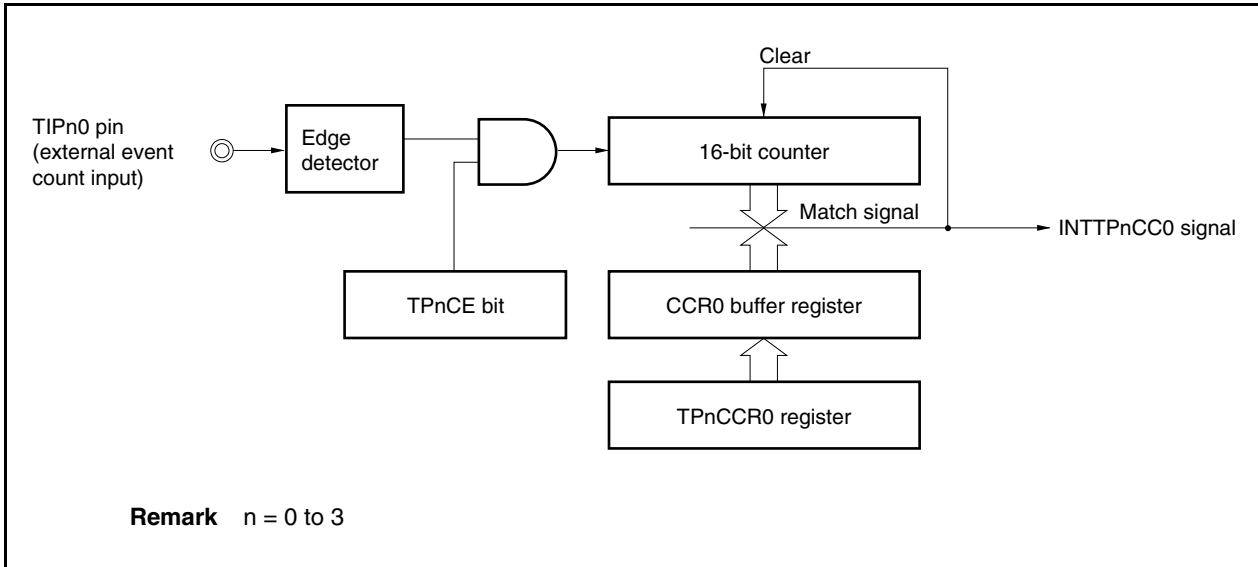 Clear
TIPn0 pin
(external event
count input)
Edge
detector
16-bit counter
Match signal
INTTPnCC0 signal
TPnCE bit
CCR0 buffer register
TPnCCR0 register
Remark n = 0 to 3